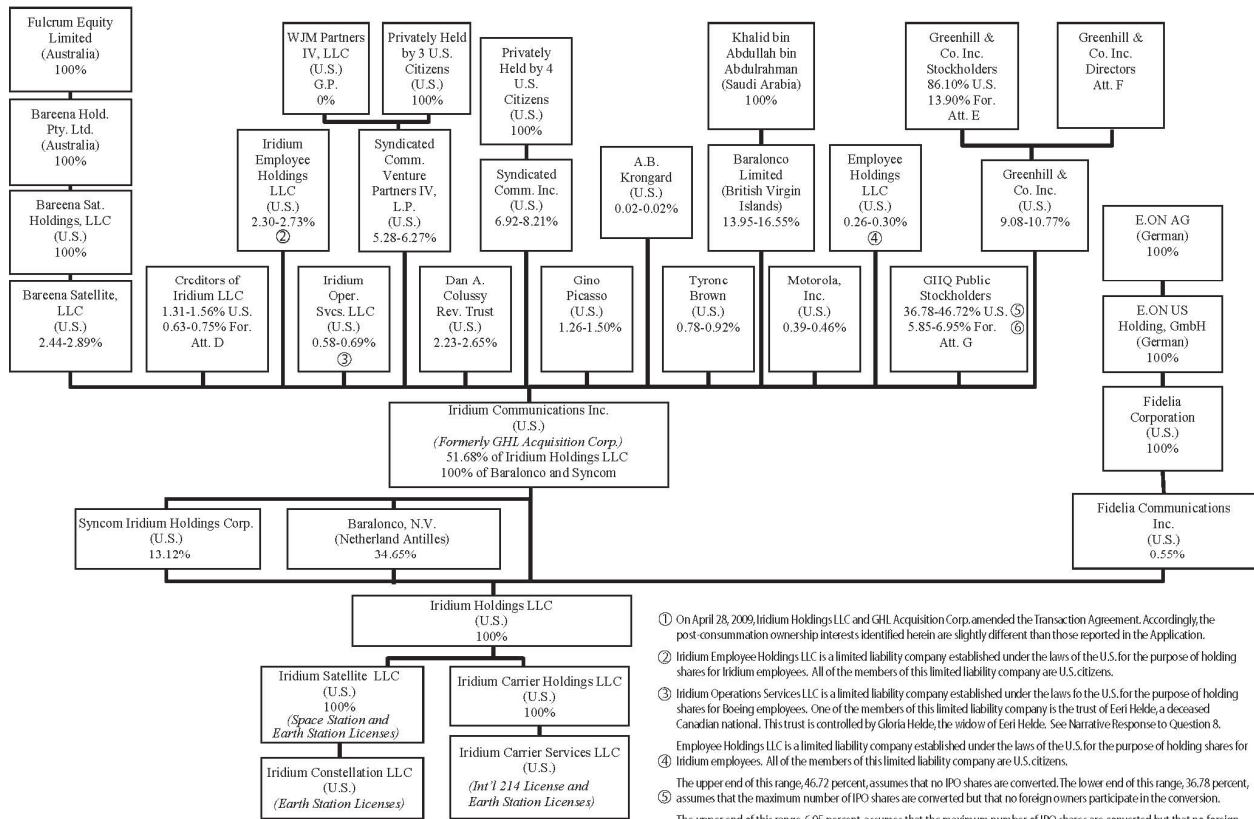 Fulcrum Equity
Limited
(Australia)
100%
Bareena Hold.
Pty. Ltd.
(Australia)
100%
Bareena Sat.
Holdings, LLC
(U.S.)
100%
Bareena Satellite,
LLC
(U.S.)
2.44-2.89%
Creditors of
Iridium LLC
1.31-1.56% U.S.
0.63-0.75% For.
Att. D
Iridium
Employee
Holdings
LLC
(U.S.)
2.30-2.73%
②
Iridium
Oper.
Svcs. LLC
(U.S.)
0.58-0.69%
③
WJM Partners
IV, LLC
(U.S.)
G.P.
0%
Privately Held
by 3 U.S.
Citizens
(U.S.)
100%
Syndicated
Comm.
Venture
Partners IV,
L.P.
(U.S.)
5.28-6.27%
Dan A.
Colussy
Rev. Trust
(U.S.)
2.23-2.65%
Privately
Held by 4
U.S.
Citizens
(U.S.)
100%
Syndicated
Comm. Inc.
(U.S.)
6.92-8.21%
Gino
Picasso
(U.S.)
1.26-1.50%
A.B.
Krongard
(U.S.)
0.02-0.02%
Khalid bin
Abdullah bin
Abdulrahman
(Saudi Arabia)
100%
Baralonco
Limited
(British Virgin
Islands)
13.95-16.55%
Tyrone
Brown
(U.S.)
0.78-0.92%
Motorola,
Inc.
(U.S.)
0.39-0.46%
Employee
Holdings
LLC
(U.S.)
0.26-0.30%
④
Greenhill &
Co. Inc.
Stockholders
86.10% U.S.
13.90% For.
Att. E
Greenhill &
Co. Inc.
Directors
Att. F
Greenhill &
Co. Inc.
(U.S.)
9.08-10.77%
GHQ Public
Stockholders
36.78-46.72% U.S. ⑤
5.85-6.95% For. ⑥
Att. G
E.ON AG
(German)
100%
E.ON US
Holding, GmbH
(German)
100%
Fidelia
Corporation
(U.S.)
100%
Fidelia Communications
Inc.
(U.S.)
0.55%
Iridium Communications Inc.
(U.S.)
(Formerly GHL Acquisition Corp.)
51.68% of Iridium Holdings LLC
100% of Baralonco and Syncom
Syncom Iridium Holdings Corp.
(U.S.)
13.12%
Baralonco, N.V.
(Netherland Antilles)
34.65%
Iridium Holdings LLC
(U.S.)
100%
Iridium Satellite LLC
(U.S.)
100%
(Space Station and
Earth Station Licenses)
Iridium Constellation LLC
(U.S.)
(Earth Station Licenses)
Iridium Carrier Holdings LLC
(U.S.)
100%
Iridium Carrier Services LLC
(U.S.)
(Int'l 214 License and
Earth Station Licenses)
① On April 28, 2009, Iridium Holdings LLC and GHL Acquisition Corp. amended the Transaction Agreement. Accordingly, the
post-consummation ownership interests identified herein are slightly different than those reported in the Application.
② Iridium Employee Holdings LLC is a limited liability company established under the laws of the U.S. for the purpose of holding
shares for Iridium employees. All of the members of this limited liability company are U.S. citizens.
③ Iridium Operations Services LLC is a limited liability company established under the laws fo the U.S. for the purpose of holding
shares for Boeing employees. One of the members of this limited liability company is the trust of Eeri Helde, a deceased
Canadian national. This trust is controlled by Gloria Helde, the widow of Eeri Helde. See Narrative Response to Question 8.
Employee Holdings LLC is a limited liability company established under the laws of the U.S. for the purpose of holding shares for
④ Iridium employees. All of the members of this limited liability company are U.S. citizens.
The upper end of this range, 46.72 percent, assumes that no IPO shares are converted. The lower end of this range, 36.78 percent,
⑤ assumes that the maximum number of IPO shares are converted but that no foreign owners participate in the conversion.